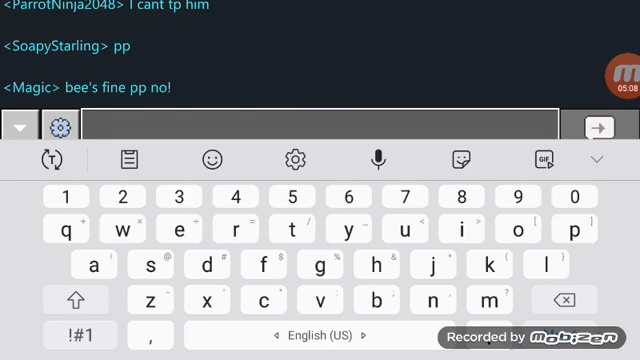 <ParrotNinja2048> I cant tp him
<SoapyStarling> pp
<Magic> bee's fine pp no!
05:08
T
GIF
1 2 3 4 5 6 7 8 9 0
q w e r t y u i o p
a s d f g h j k l
z x c v b n m
!#1 , English (US)
Recorded by mobizen